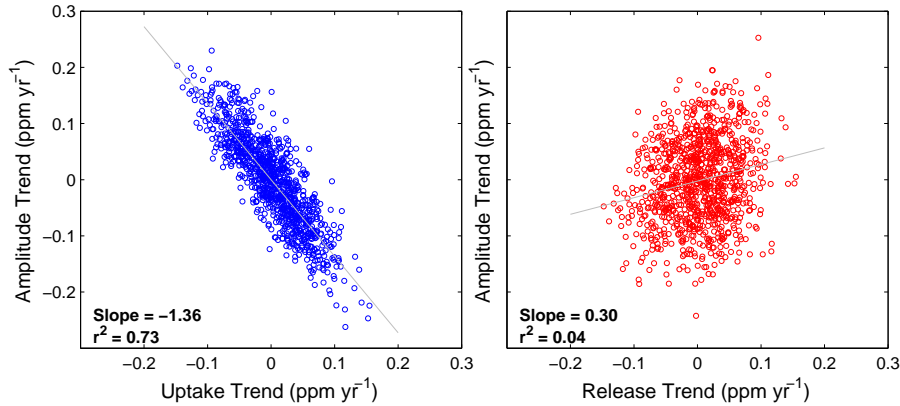 0.3
0.2
0.1
0
−0.1
−0.2
Amplitude Trend (ppm yr⁻¹)
Slope = −1.36
r² = 0.73
−0.2 −0.1 0 0.1 0.2 0.3
Uptake Trend (ppm yr⁻¹)
0.3
0.2
0.1
0
−0.1
−0.2
Amplitude Trend (ppm yr⁻¹)
Slope = 0.30
r² = 0.04
−0.2 −0.1 0 0.1 0.2 0.3
Release Trend (ppm yr⁻¹)